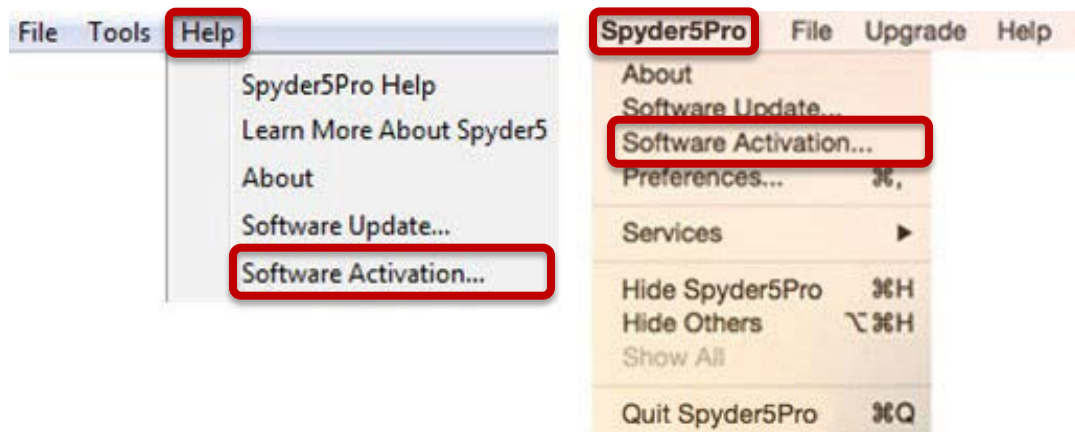 File Tools Help
Spyder5Pro Help
Learn More About Spyder5
About
Software Update...
Software Activation...
Spyder5Pro File Upgrade Help
About
Software Update...
Software Activation...
Preferences... ⌘,
Services ▶
Hide Spyder5Pro ⌘H
Hide Others ⌥⌘H
Show All
Quit Spyder5Pro ⌘Q